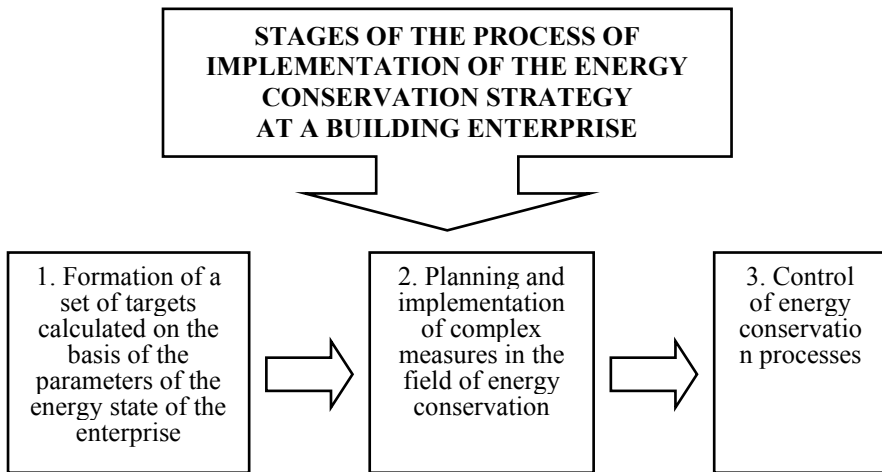 STAGES OF THE PROCESS OF
IMPLEMENTATION OF THE ENERGY
CONSERVATION STRATEGY
AT A BUILDING ENTERPRISE
1. Formation of a
set of targets
calculated on the
basis of the
parameters of the
energy state of the
enterprise
2. Planning and
implementation
of complex
measures in the
field of energy
conservation
3. Control
of energy
conservatio
n processes